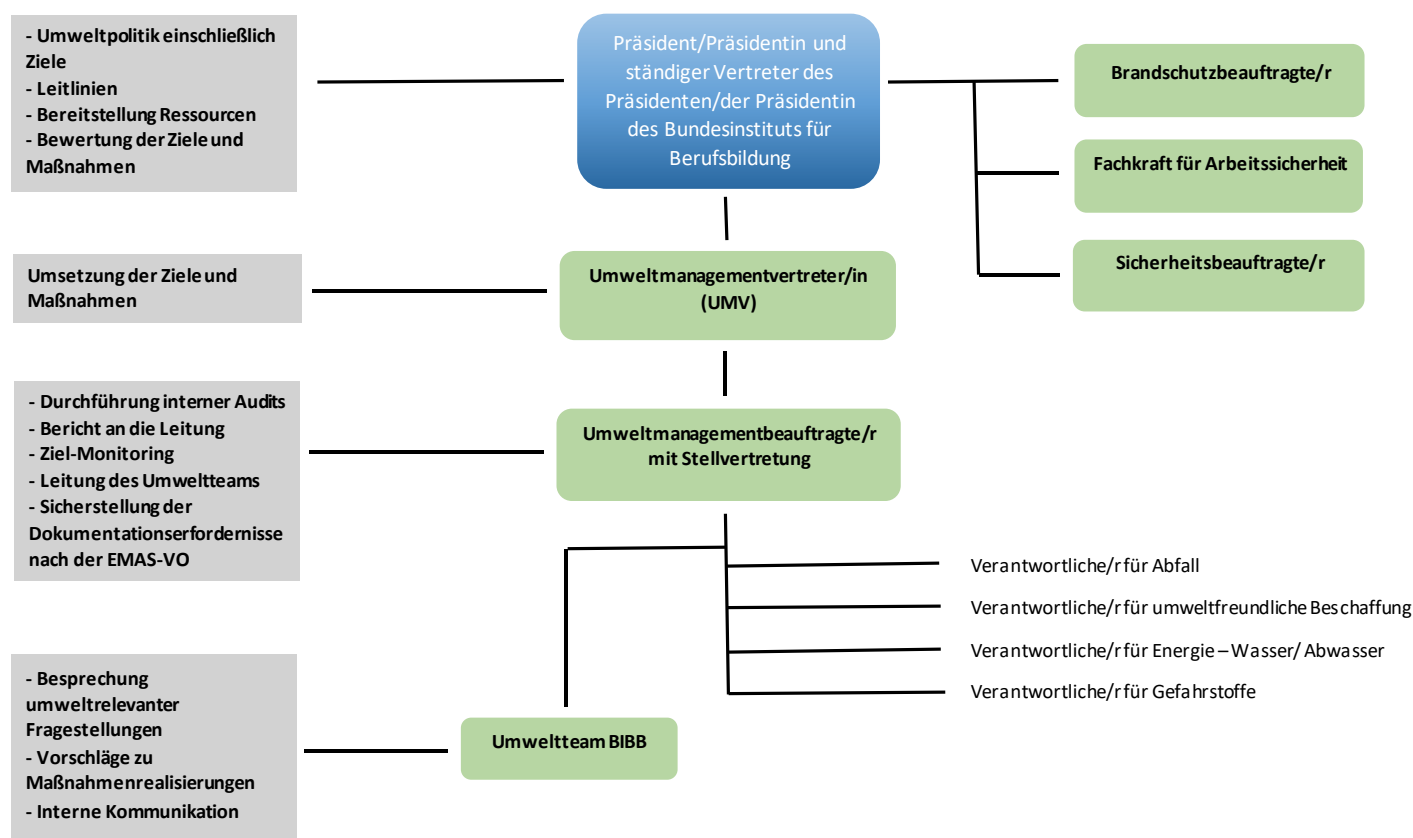 - Umweltpolitik einschließlich
Ziele
- Leitlinien
- Bereitstellung Ressourcen
- Bewertung der Ziele und
Maßnahmen
Präsident/Präsidentin und
ständiger Vertreter des
Präsidenten/der Präsidentin
des Bundesinstituts für
Berufsbildung
Brandschutzbeauftragte/r
Fachkraft für Arbeitssicherheit
Sicherheitsbeauftragte/r
Umsetzung der Ziele und
Maßnahmen
Umweltmanagementvertreter/in
(UMV)
- Durchführung interner Audits
- Bericht an die Leitung
- Ziel-Monitoring
- Leitung des Umweltteams
- Sicherstellung der
Dokumentationserfordernisse
nach der EMAS-VO
Umweltmanagementbeauftragte/r
mit Stellvertretung
Verantwortliche/r für Abfall
Verantwortliche/r für umweltfreundliche Beschaffung
Verantwortliche/r für Energie – Wasser/ Abwasser
Verantwortliche/r für Gefahrstoffe
- Besprechung
umweltrelevanter
Fragestellungen
- Vorschläge zu
Maßnahmenrealisierungen
- Interne Kommunikation
Umweltteam BIBB